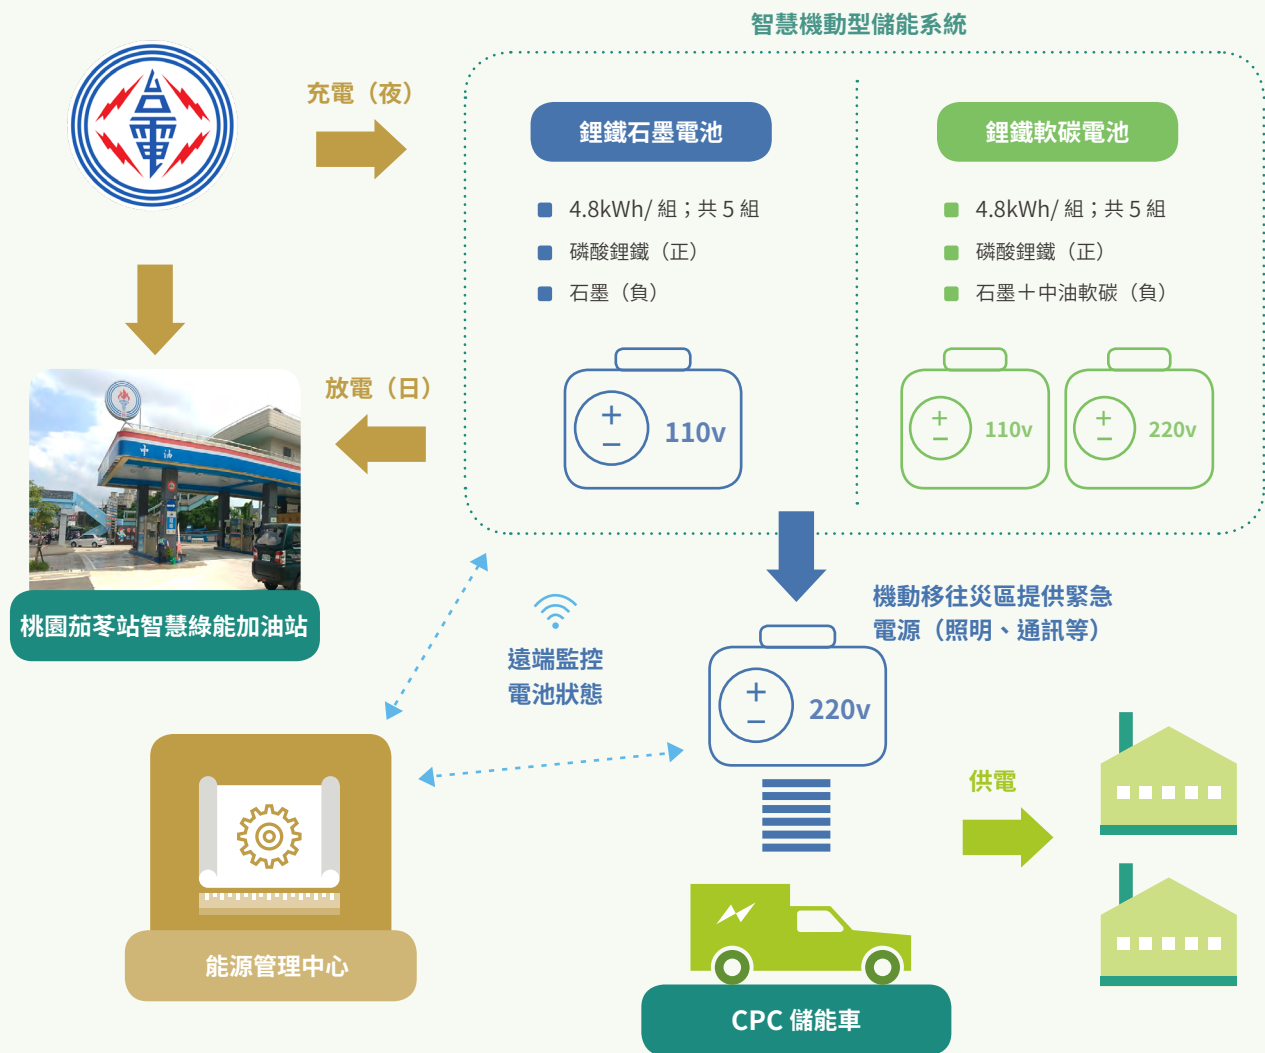 智慧機動型儲能系統
台電
充電（夜）
鋰鐵石墨電池
4.8kWh/ 組；共 5 組
磷酸鋰鐵（正）
石墨（負）
鋰鐵軟碳電池
4.8kWh/ 組；共 5 組
磷酸鋰鐵（正）
石墨＋中油軟碳（負）
放電（日）
110v
110v
220v
中油
桃園茄苳站智慧綠能加油站
遠端監控
電池狀態
機動移往災區提供緊急
電源（照明、通訊等）
220v
供電
能源管理中心
CPC 儲能車